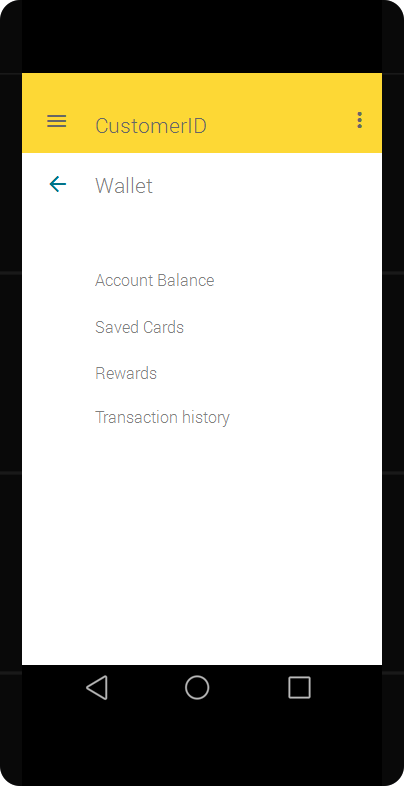 CustomerID
Wallet
Account Balance
Saved Cards
Rewards
Transaction history